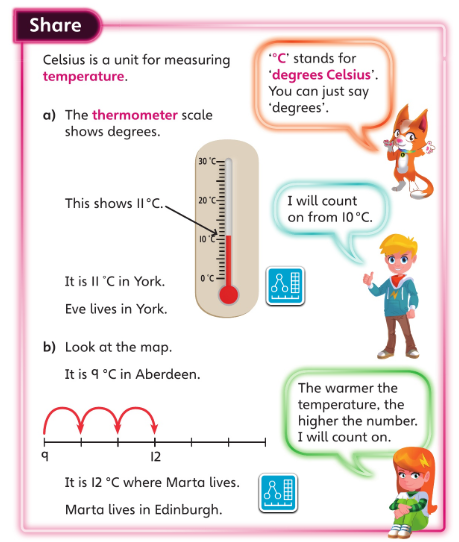 Share
Celsius is a unit for measuring
temperature.
'°C' stands for
'degrees Celsius'.
You can just say
'degrees'.
a) The thermometer scale
shows degrees.
30 °C
20 °C
10 °C
0 °C
This shows 11 °C.
I will count
on from 10 °C.
It is 11 °C in York.
Eve lives in York.
b) Look at the map.
It is 9 °C in Aberdeen.
The warmer the
temperature, the
higher the number.
I will count on.
9 12
It is 12 °C where Marta lives.
Marta lives in Edinburgh.